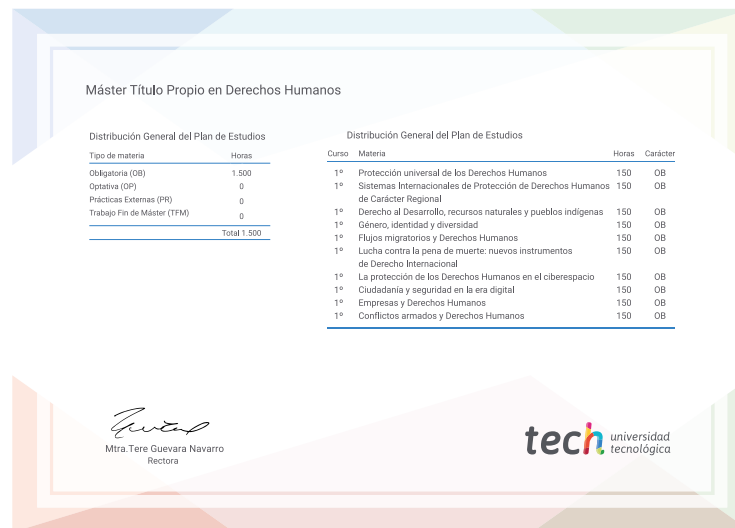 Máster Título Propio en Derechos Humanos
Distribución General del Plan de Estudios
Tipo de materia Horas
Obligatoria (OB) 1.500
Optativa (OP) 0
Prácticas Externas (PR) 0
Trabajo Fin de Máster (TFM) 0
Total 1.500
Distribución General del Plan de Estudios
Curso Materia Horas Carácter
1º Protección universal de los Derechos Humanos 150 OB
1º Sistemas Internacionales de Protección de Derechos Humanos 150 OB
de Carácter Regional
1º Derecho al Desarrollo, recursos naturales y pueblos indígenas 150 OB
1º Género, identidad y diversidad 150 OB
1º Flujos migratorios y Derechos Humanos 150 OB
1º Lucha contra la pena de muerte: nuevos instrumentos 150 OB
de Derecho Internacional
1º La protección de los Derechos Humanos en el ciberespacio 150 OB
1º Ciudadanía y seguridad en la era digital 150 OB
1º Empresas y Derechos Humanos 150 OB
1º Conflictos armados y Derechos Humanos 150 OB
Mtra.Tere Guevara Navarro
Rectora
tech universidad
tecnológica